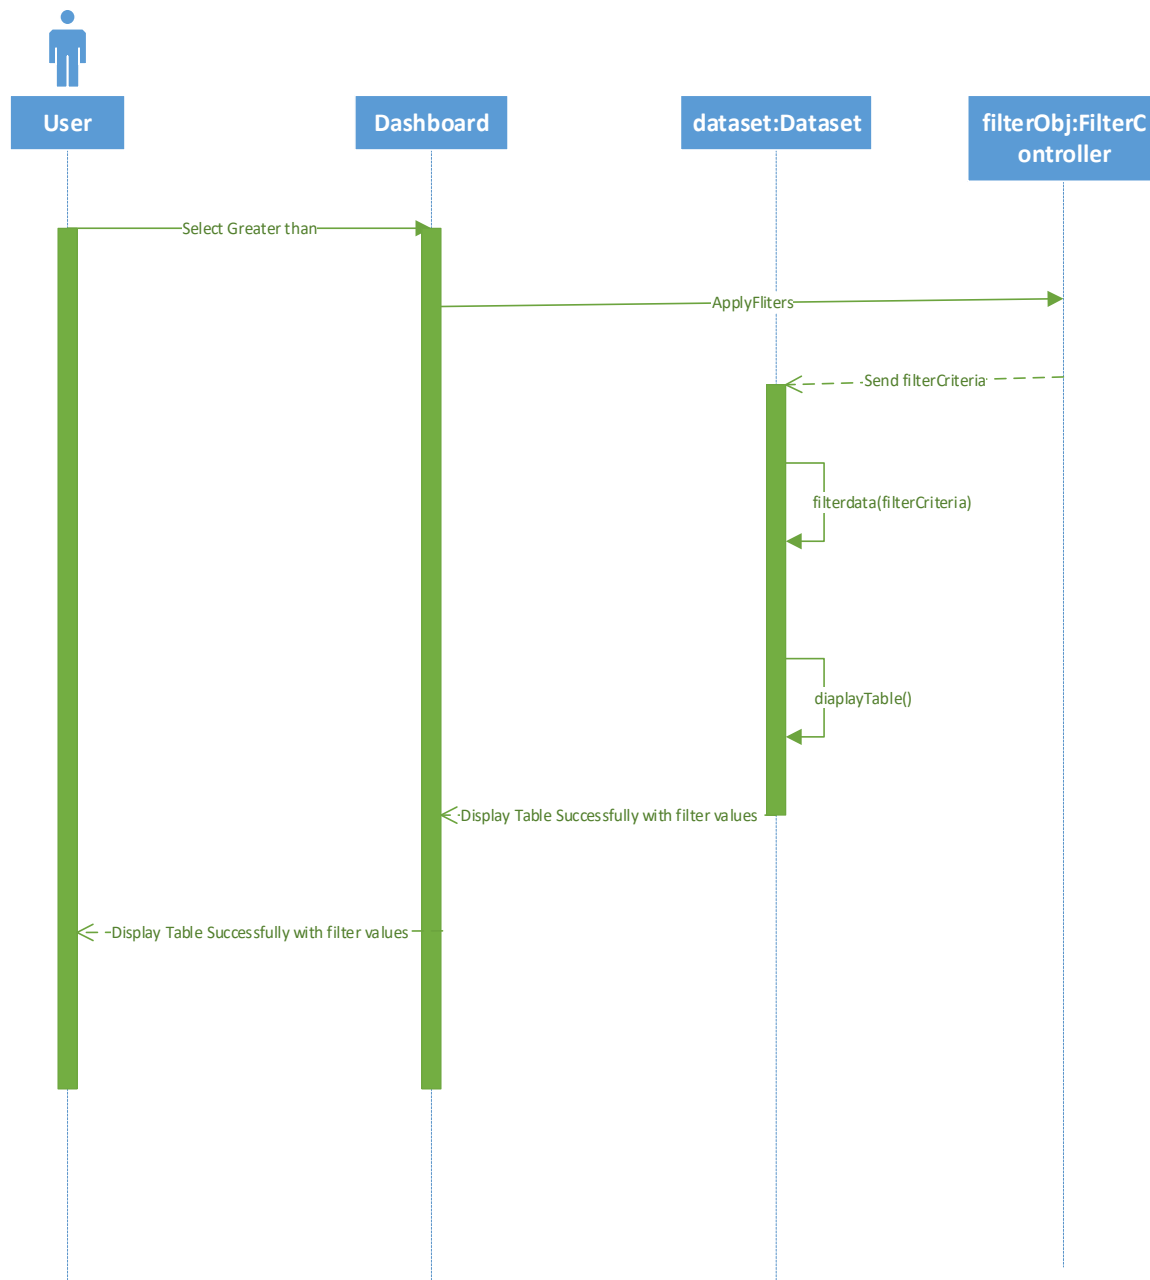 User
Dashboard
dataset:Dataset
filterObj:FilterC
ontroller
Select Greater than
ApplyFliters
Send filterCriteria
filterdata(filterCriteria)
diaplayTable()
Display Table Successfully with filter values
Display Table Successfully with filter values